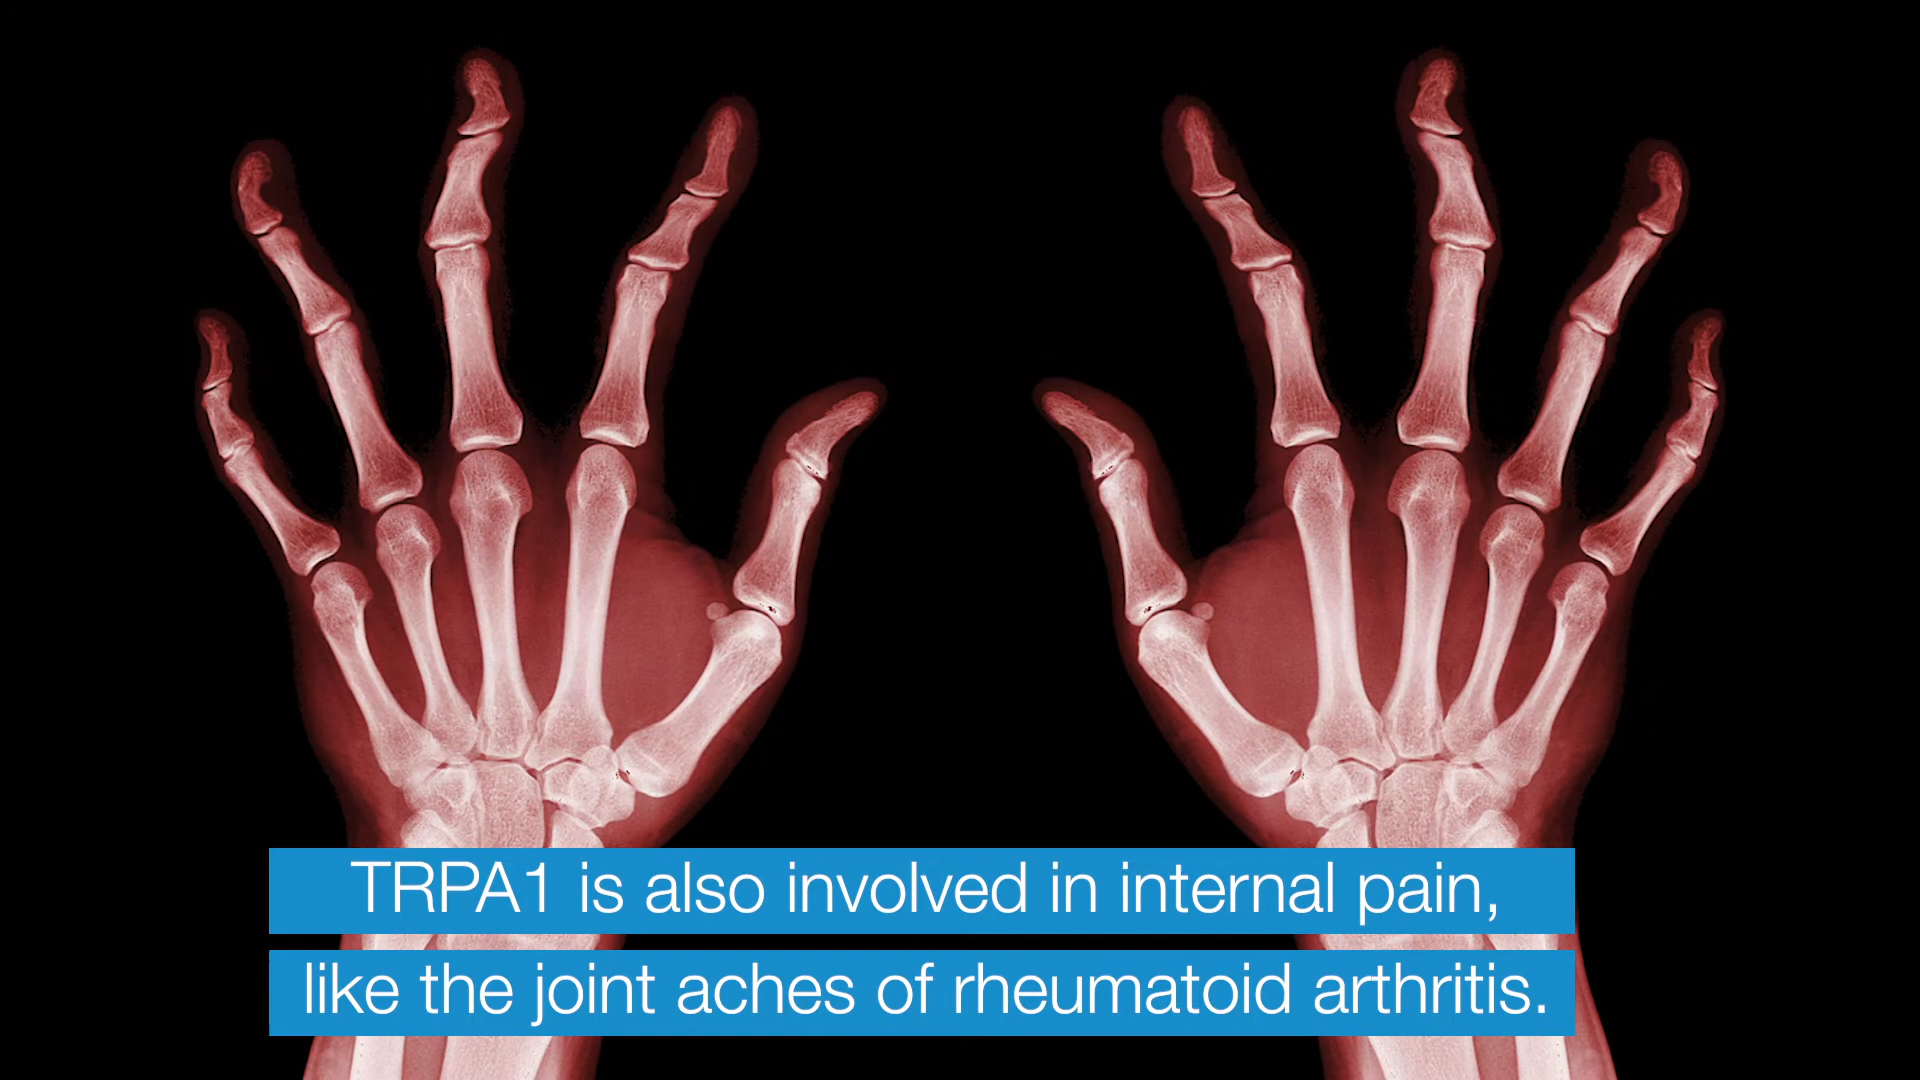 TRPA1 is also involved in internal pain,
like the joint aches of rheumatoid arthritis.